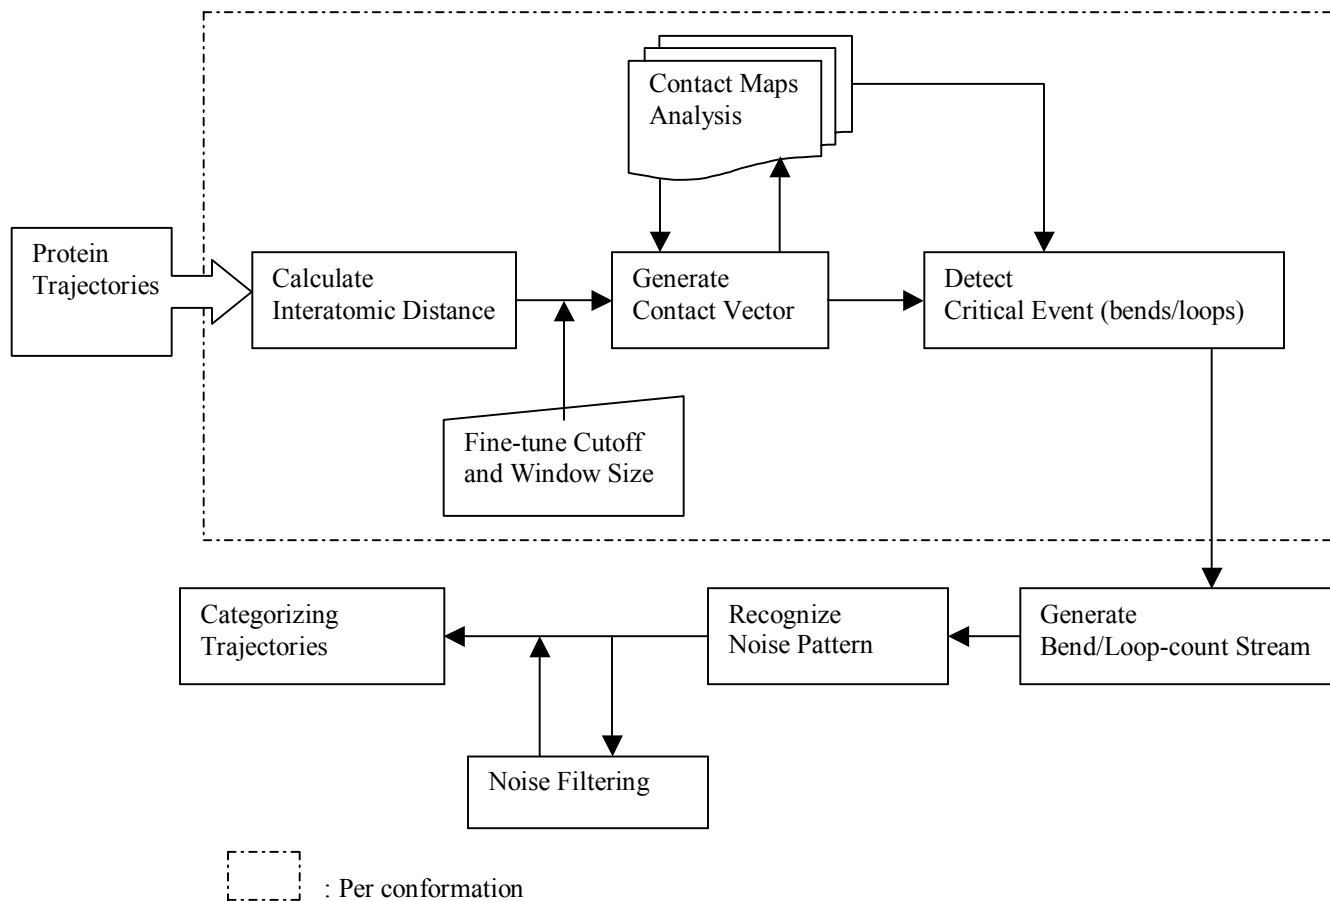 Contact Maps
Analysis
Protein
Trajectories
Calculate
Interatomic Distance
Generate
Contact Vector
Detect
Critical Event (bends/loops)
Fine-tune Cutoff
and Window Size
Categorizing
Trajectories
Recognize
Noise Pattern
Generate
Bend/Loop-count Stream
Noise Filtering
: Per conformation